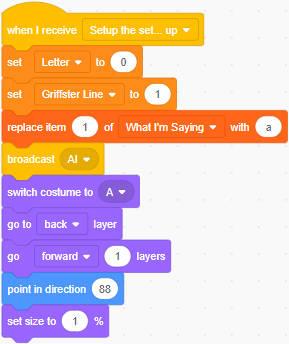 when I receive Setup the set... up
set Letter to 0
set Griffster Line to 1
replace item 1 of What I'm Saying with a
broadcast AI
switch costume to A
go to back layer
go forward 1 layers
point in direction 88
set size to 1 %